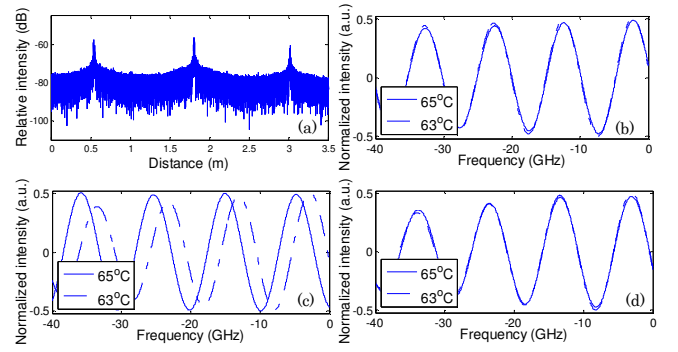 Relative intensity (dB)
-60
-80
-100
0 0.5 1 1.5 2 2.5 3 3.5
Distance (m)
(a)
Normalized intensity (a.u.)
0.5
0
-0.5
-40 -30 -20 -10 0
Frequency (GHz)
65°C
63°C
(b)
Normalized intensity (a.u.)
0.5
0
-0.5
-40 -30 -20 -10 0
Frequency (GHz)
65°C
63°C
(c)
Normalized intensity (a.u.)
0.5
0
-0.5
-40 -30 -20 -10 0
Frequency (GHz)
65°C
63°C
(d)